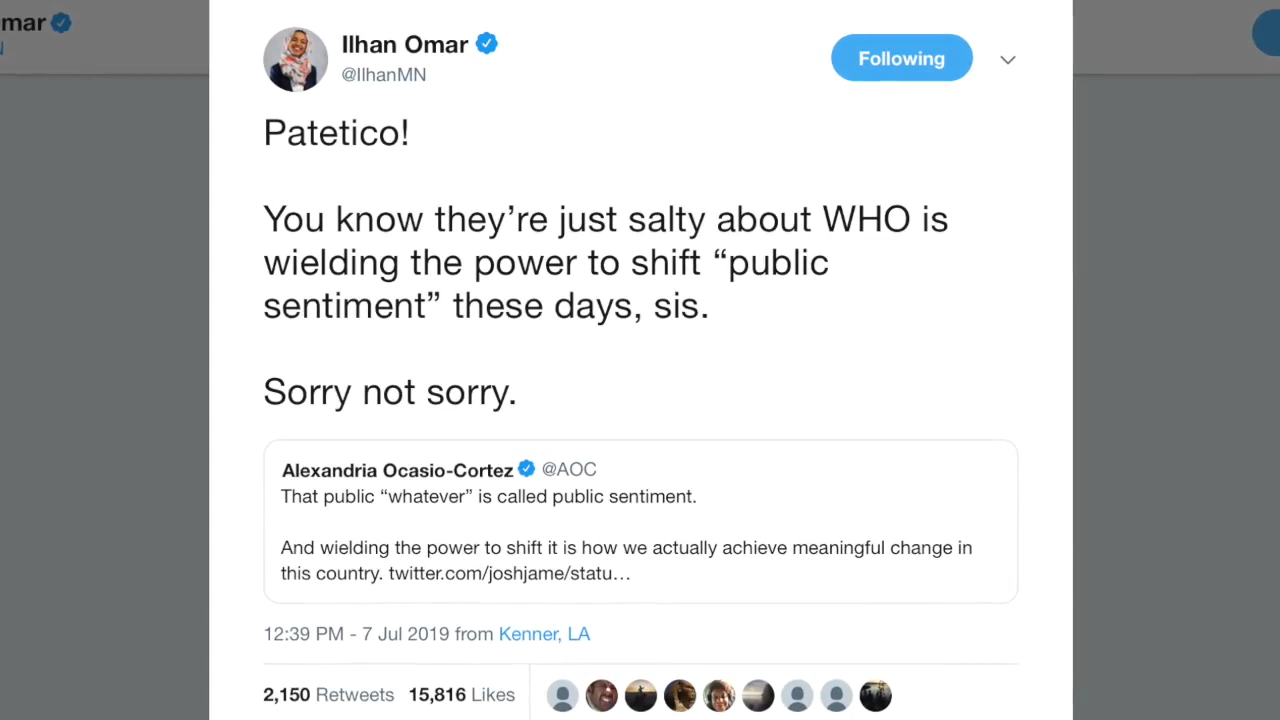 mar
Ilhan Omar
@IlhanMN
Following
Patetico!
You know they’re just salty about WHO is
wielding the power to shift “public
sentiment” these days, sis.
Sorry not sorry.
Alexandria Ocasio-Cortez @AOC
That public “whatever” is called public sentiment.
And wielding the power to shift it is how we actually achieve meaningful change in
this country. twitter.com/joshjame/statu…
12:39 PM - 7 Jul 2019 from Kenner, LA
2,150 Retweets 15,816 Likes